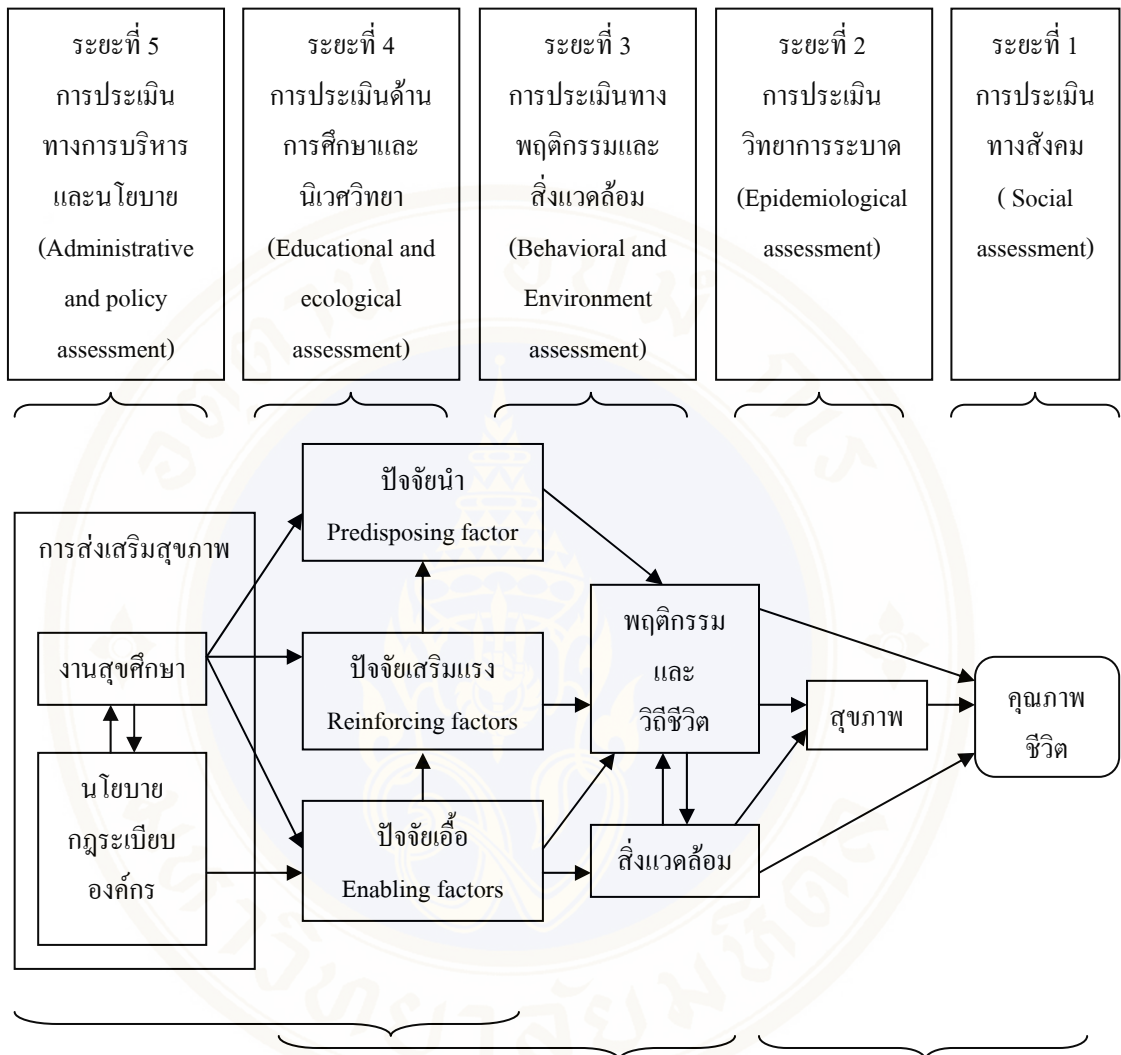 ระยะที่ 5
การประเมิน
ทางการบริหาร
และนโยบาย
(Administrative
and policy
assessment)
ระยะที่ 4
การประเมินด้าน
การศึกษาและ
นิเวศวิทยา
(Educational and
ecological
assessment)
ระยะที่ 3
การประเมินทาง
พฤติกรรมและ
สิ่งแวดล้อม
(Behavioral and
Environment
assessment)
ระยะที่ 2
การประเมิน
วิทยาการระบาด
(Epidemiological
assessment)
ระยะที่ 1
การประเมิน
ทางสังคม
( Social
assessment)
การส่งเสริมสุขภาพ
งานสุขศึกษา
นโยบาย
กฎระเบียบ
องค์กร
ปัจจัยนำ
Predisposing factor
ปัจจัยเสริมแรง
Reinforcing factors
ปัจจัยเอื้อ
Enabling factors
พฤติกรรม
และ
วิถีชีวิต
สิ่งแวดล้อม
สุขภาพ
คุณภาพ
ชีวิต
มหาวิทยาลัยมหิดล